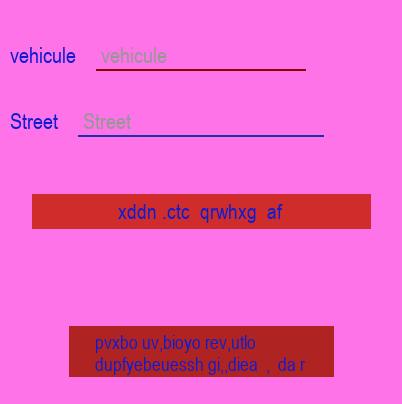 vehicule vehicule
Street Street
xddn .ctc qrwhxg af
pvxbo uv,bioyo rev,utlo
dupfyebeuessh gi,,diea , da r